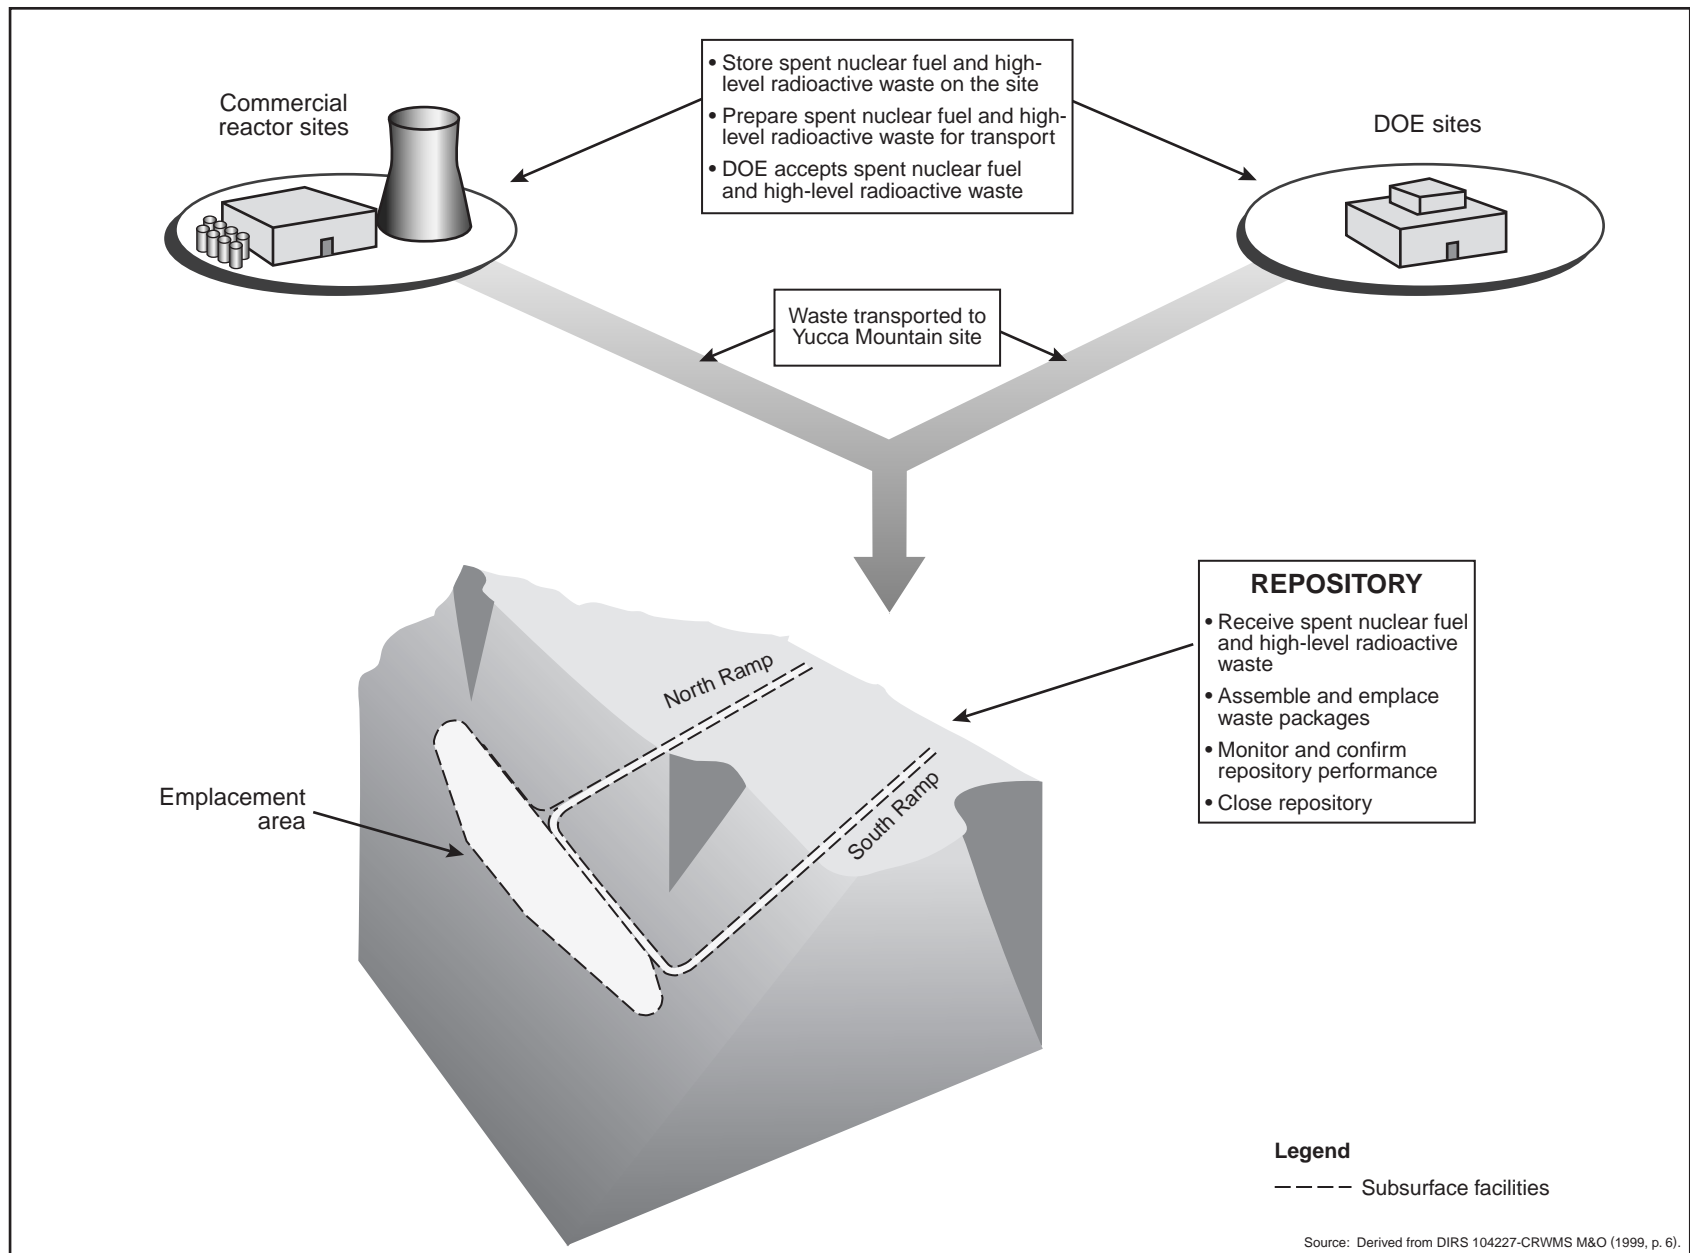 Commercial
reactor sites
• Store spent nuclear fuel and high-
level radioactive waste on the site
• Prepare spent nuclear fuel and high-
level radioactive waste for transport
• DOE accepts spent nuclear fuel
and high-level radioactive waste
DOE sites
Waste transported to
Yucca Mountain site
REPOSITORY
• Receive spent nuclear fuel
and high-level radioactive
waste
• Assemble and emplace
waste packages
• Monitor and confirm
repository performance
• Close repository
North Ramp
South Ramp
Emplacement
area
Legend
Subsurface facilities
Source: Derived from DIRS 104227-CRWMS M&O (1999, p. 6).